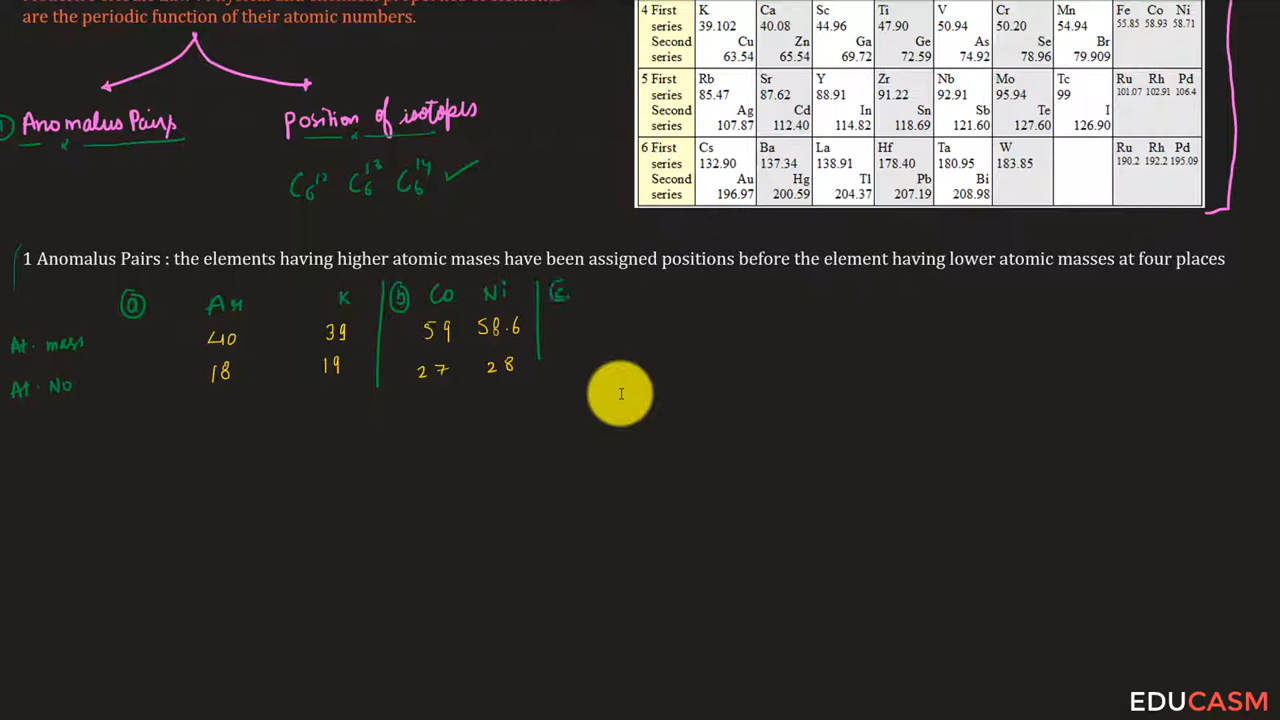 are the periodic function of their atomic numbers.
4 First series K 39.102 Ca 40.08 Sc 44.96 Ti 47.90 V 50.94 Cr 50.20 Mn 54.94 Fe 55.85 Co 58.93 Ni 58.71
Second series Cu 63.54 Zn 65.54 Ga 69.72 Ge 72.59 As 74.92 Se 78.96 Br 79.909
5 First series Rb 85.47 Sr 87.62 Y 88.91 Zr 91.22 Nb 92.91 Mo 95.94 Tc 99 Ru 101.07 Rh 102.91 Pd 106.4
Second series Ag 107.87 Cd 112.40 In 114.82 Sn 118.69 Sb 121.60 Te 127.60 I 126.90
6 First series Cs 132.90 Ba 137.34 La 138.91 Hf 178.40 Ta 180.95 W 183.85 Ru 190.2 Rh 192.2 Pd 195.09
Second series Au 196.97 Hg 200.59 Tl 204.37 Pb 207.19 Bi 208.98
1 Anomalus Pairs
Position of isotopes
C 6 12 C 6 13 C 6 14
1 Anomalus Pairs : the elements having higher atomic mases have been assigned positions before the element having lower atomic masses at four places
a Ar K b Co Ni C
At. mass 40 39 59 58.6
At. No 18 19 27 28
EDUCASM